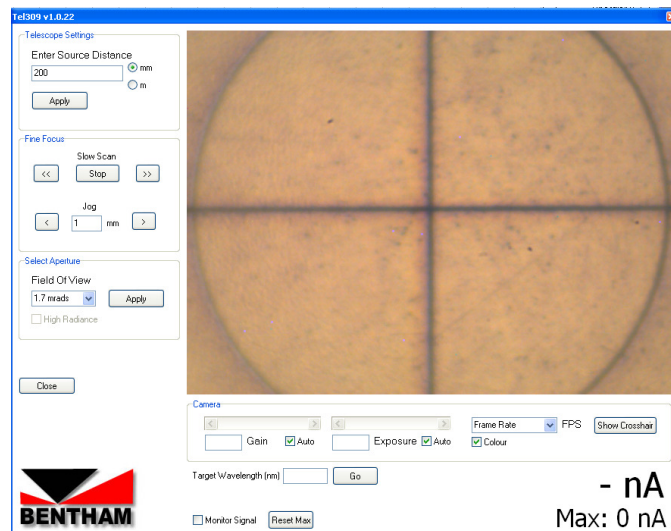 Tel309 v1.0.22
Telescope Settings
Enter Source Distance
200
mm
m
Apply
Fine Focus
Slow Scan
<<
Stop
>>
Jog
<
1
mm
>
Select Aperture
Field Of View
1.7 mrads
Apply
High Radiance
Close
Camera
Gain
Auto
Exposure
Auto
Frame Rate
FPS
Show Crosshair
Colour
Target Wavelength (nm)
Go
- nA
Monitor Signal
Reset Max
Max: 0 nA
BENTHAM